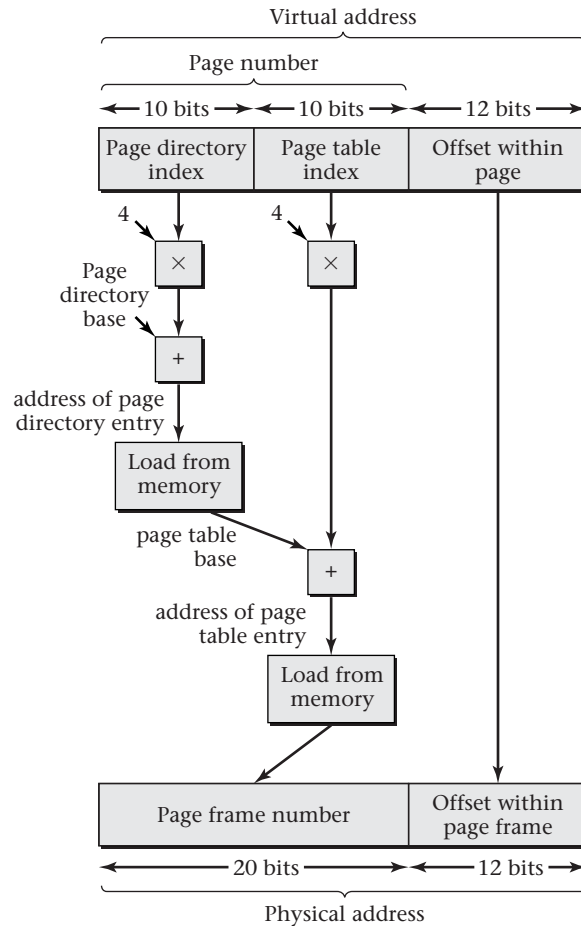 Virtual address
Page number
10 bits
10 bits
12 bits
Page directory
index
Page table
index
Offset within
page
4
4
×
×
Page
directory
base
+
address of page
directory entry
Load from
memory
page table
base
+
address of page
table entry
Load from
memory
Page frame number
Offset within
page frame
20 bits
12 bits
Physical address